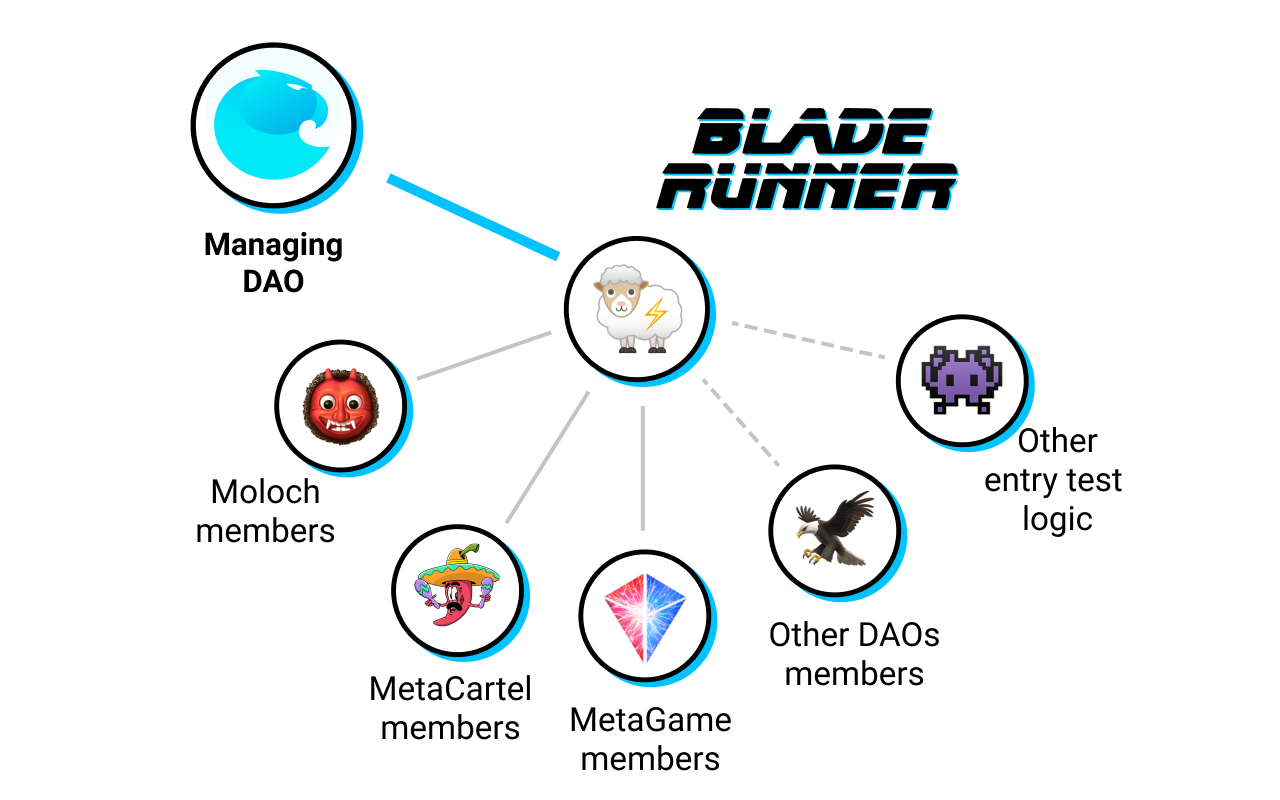 BLADE
RUNNER
Managing
DAO
Moloch
members
MetaCartel
members
MetaGame
members
Other DAOs
members
Other
entry test
logic